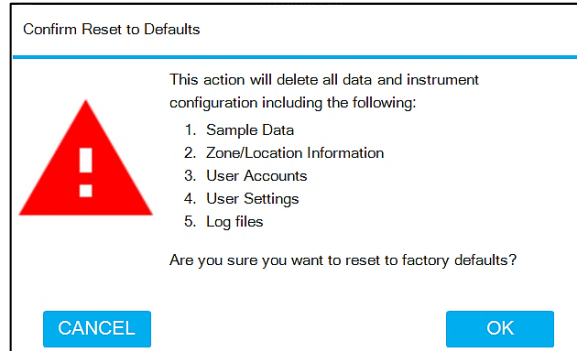 Confirm Reset to Defaults
This action will delete all data and instrument
configuration including the following:
1. Sample Data
2. Zone/Location Information
3. User Accounts
4. User Settings
5. Log files
Are you sure you want to reset to factory defaults?
CANCEL
OK